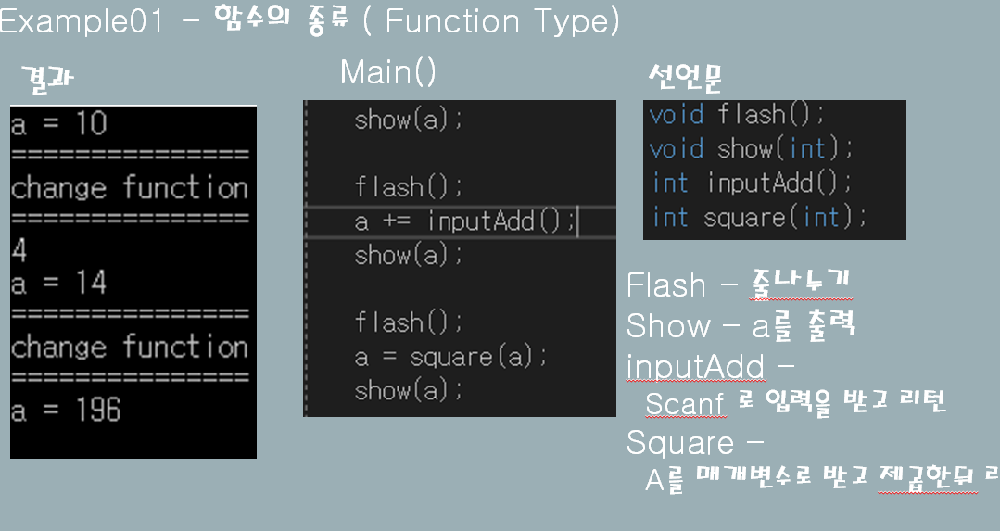 Example01 - 함수의 종류 ( Function Type)
결과
a = 10
===============
change function
===============
4
a = 14
===============
change function
===============
a = 196
Main()
show(a);
flash();
a += inputAdd();
show(a);
flash();
a = square(a);
show(a);
선언문
void flash();
void show(int);
int inputAdd();
int square(int);
Flash - 줄나누기
Show - a를 출력
inputAdd -
Scanf 로 입력을 받고 리턴
Square -
A를 매개변수로 받고 제곱한뒤 리